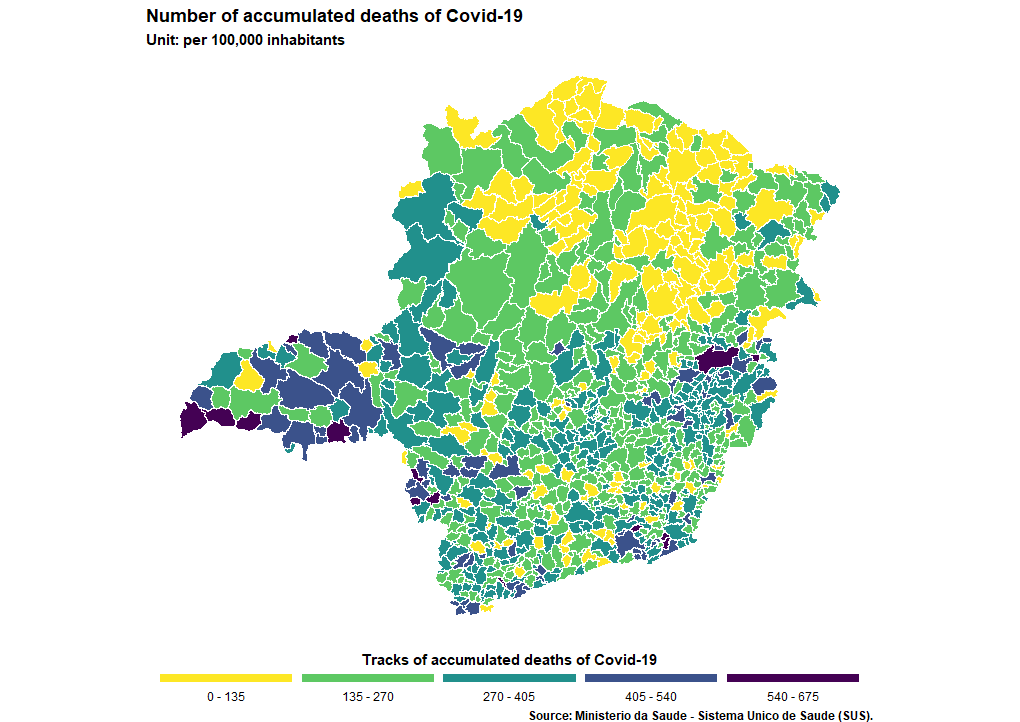 Number of accumulated deaths of Covid-19
Unit: per 100,000 inhabitants
Tracks of accumulated deaths of Covid-19
0 - 135
135 - 270
270 - 405
405 - 540
540 - 675
Source: Ministerio da Saude - Sistema Unico de Saude (SUS).